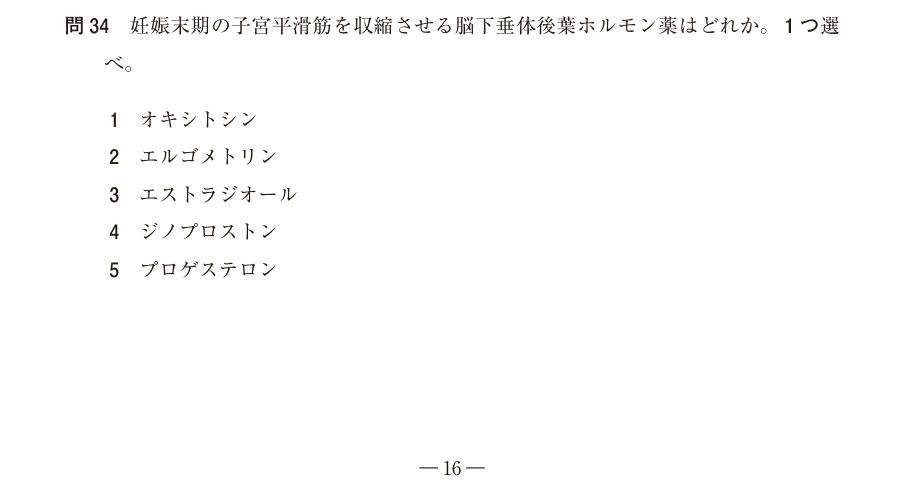 問 34　妊娠末期の子宮平滑筋を収縮させる脳下垂体後葉ホルモン薬はどれか。1 つ選
べ。
1　オキシトシン
2　エルゴメトリン
3　エストラジオール
4　ジノプロストン
5　プロゲステロン
— 16 —